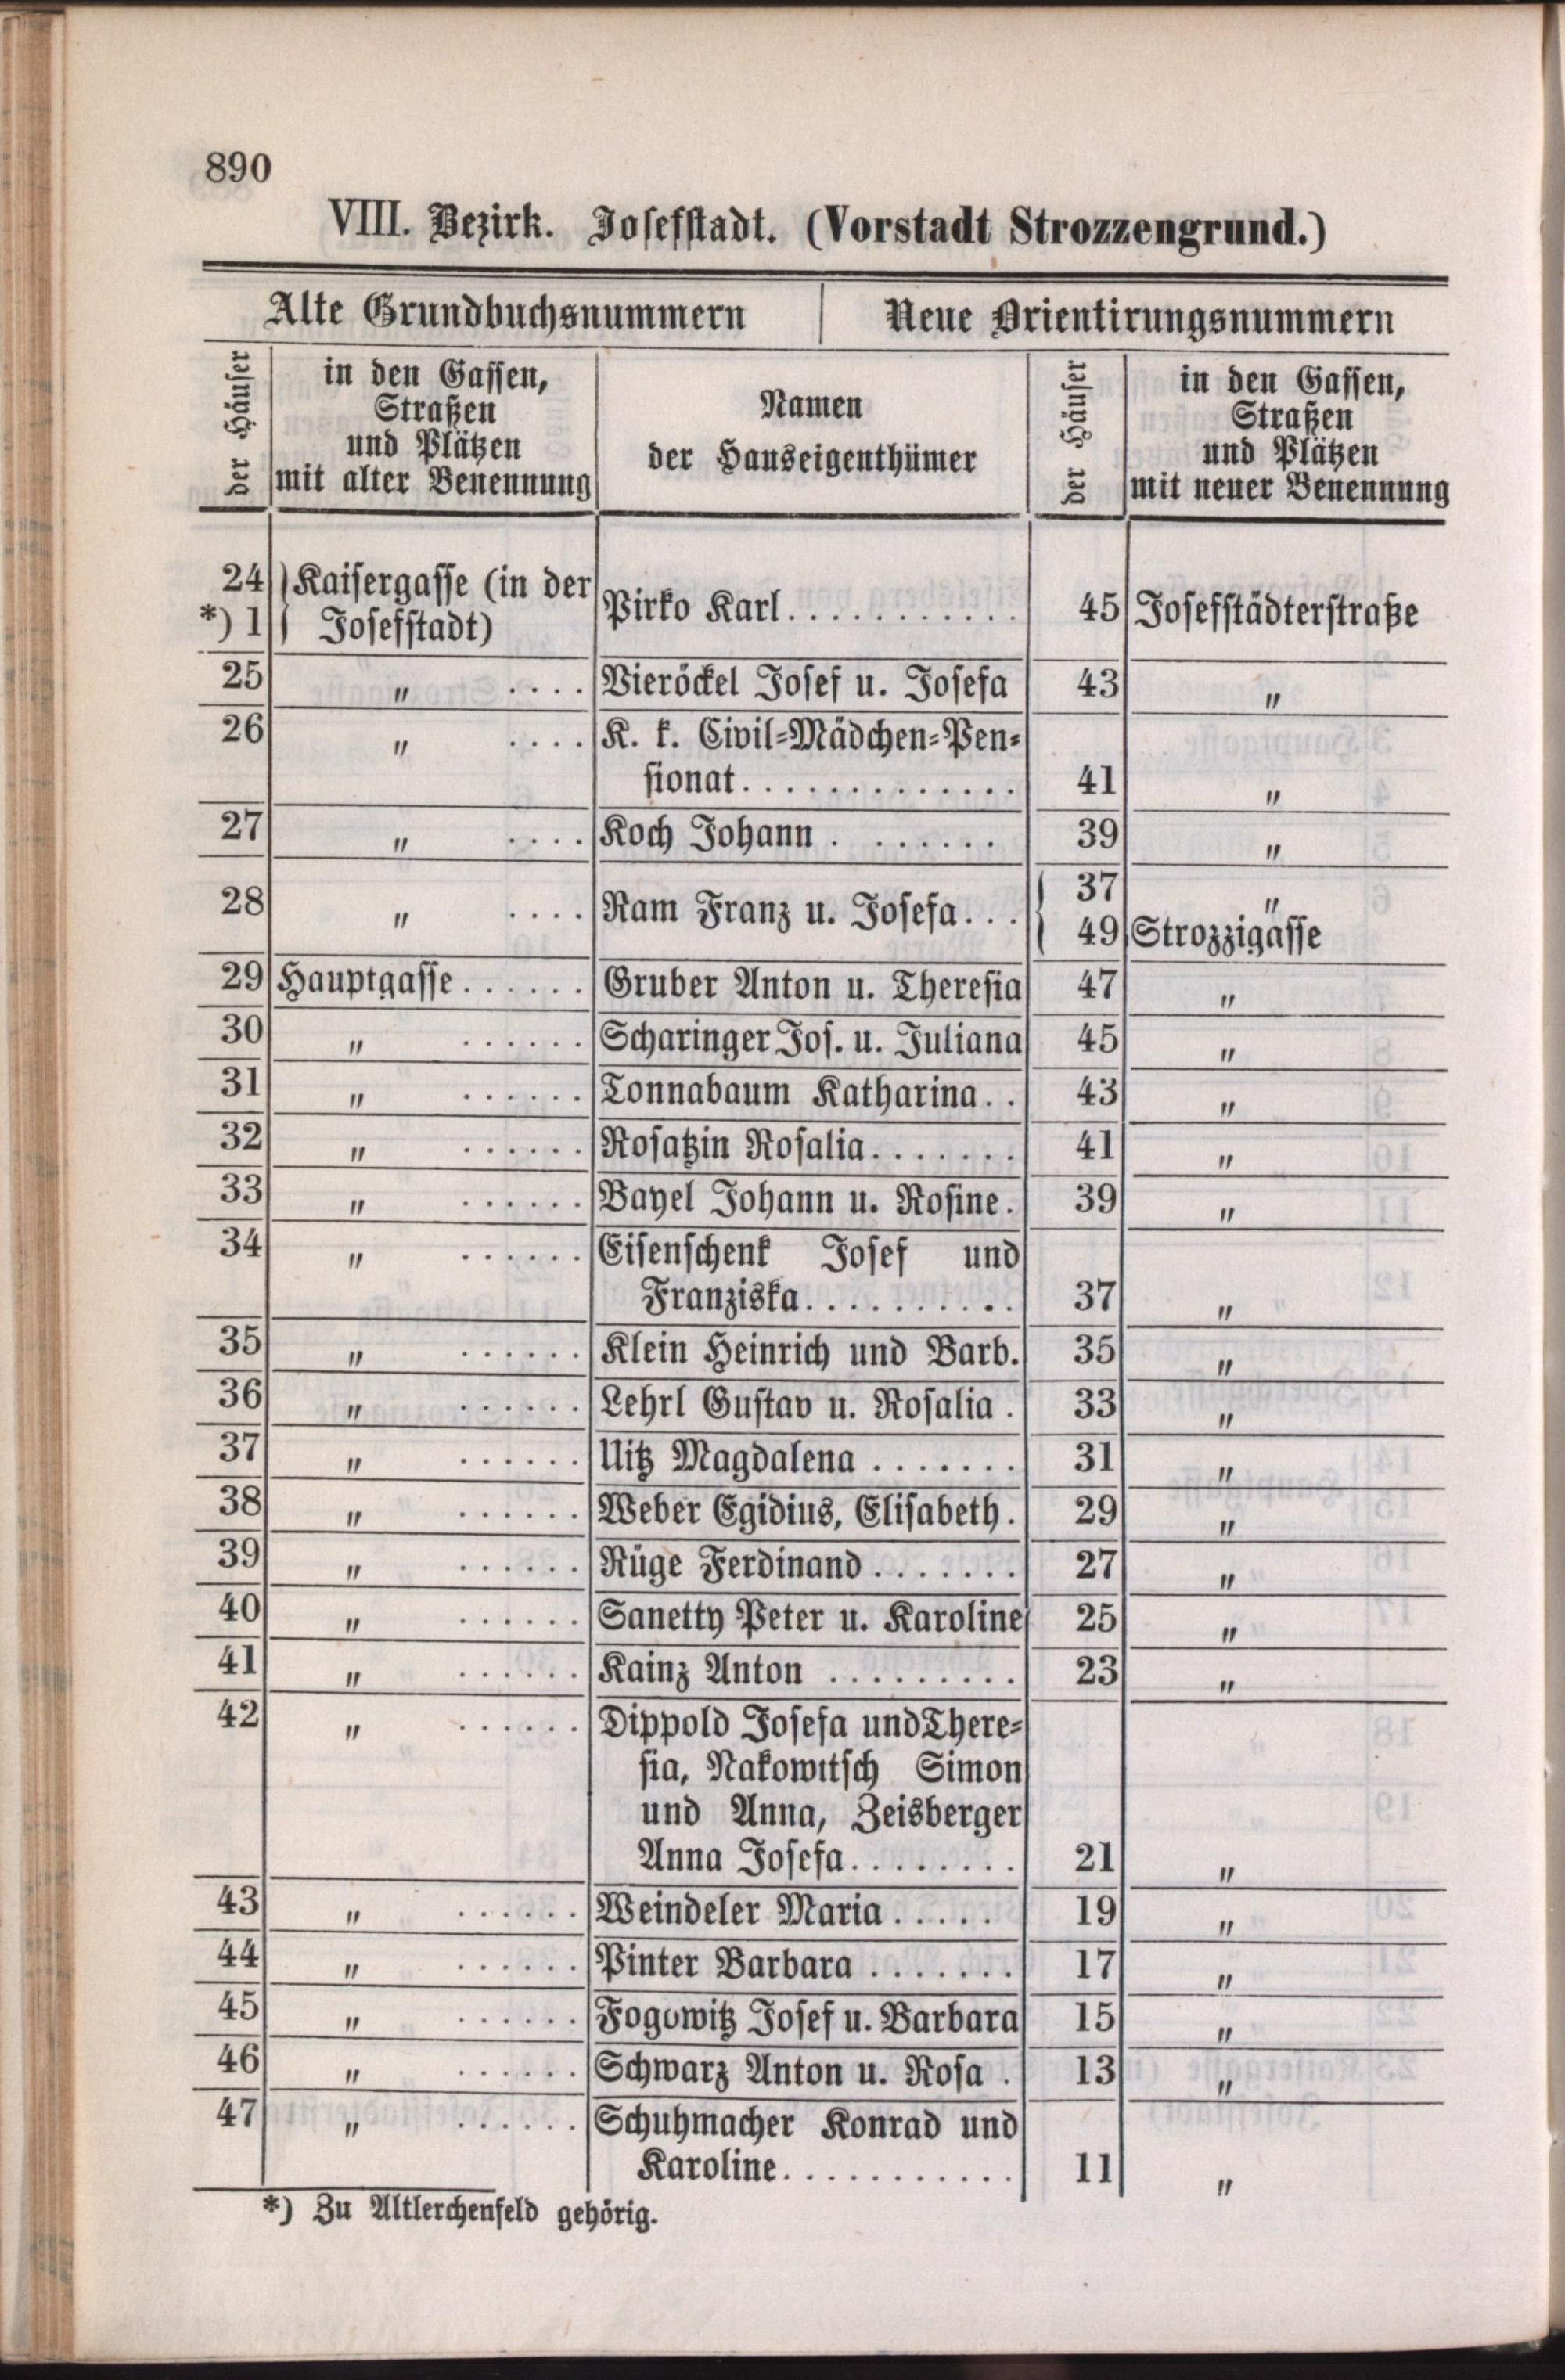 890
VIII. Bezirk. Josefstadt. (Vorstadt Strozzengrund.)
Alte Grundbuchsnummern Neue Orientirungsnummern
der Häuser
in den Gassen,
Straßen
und Plätzen
mit alter Benennung
Namen
der Hauseigenthümer
der Häuser
in den Gassen,
Straßen
und Plätzen
mit neuer Benennung
24 Kaisergasse (in der
*) 1 Josefstadt) Pirko Karl............ 45 Josefstädterstraße
25 " .... Vieröckel Josef u. Josefa 43 "
26 " .... K. k. Civil-Mädchen-Pen-
sionat............. 41 "
27 " .... Koch Johann ........ 39 "
28 " .... Ram Franz u. Josefa... 37 "
49 Strozzigasse
29 Hauptgasse...... Gruber Anton u. Theresia 47 "
30 " ...... Scharinger Jos. u. Juliana 45 "
31 " ...... Tonnabaum Katharina.. 43 "
32 " ...... Rosatzin Rosalia....... 41 "
33 " ...... Bayel Johann u. Rosine. 39 "
34 " ...... Eisenschenk Josef und
Franziska.......... 37 "
35 " ...... Klein Heinrich und Barb. 35 "
36 " ...... Lehrl Gustav u. Rosalia . 33 "
37 " ...... Uitz Magdalena ....... 31 "
38 " ...... Weber Egidius, Elisabeth. 29 "
39 " ...... Rüge Ferdinand....... 27 "
40 " ...... Sanetty Peter u. Karoline 25 "
41 " ...... Kainz Anton ......... 23 "
42 " ...... Dippold Josefa und There-
sia, Nakowitsch Simon
und Anna, Zeisberger
Anna Josefa........ 21 "
43 " ...... Weindeler Maria..... 19 "
44 " ...... Pinter Barbara ....... 17 "
45 " ...... Fogowitz Josef u. Barbara 15 "
46 " ...... Schwarz Anton u. Rosa . 13 "
47 " ...... Schuhmacher Konrad und
Karoline........... 11 "
*) Zu Altlerchenfeld gehörig.